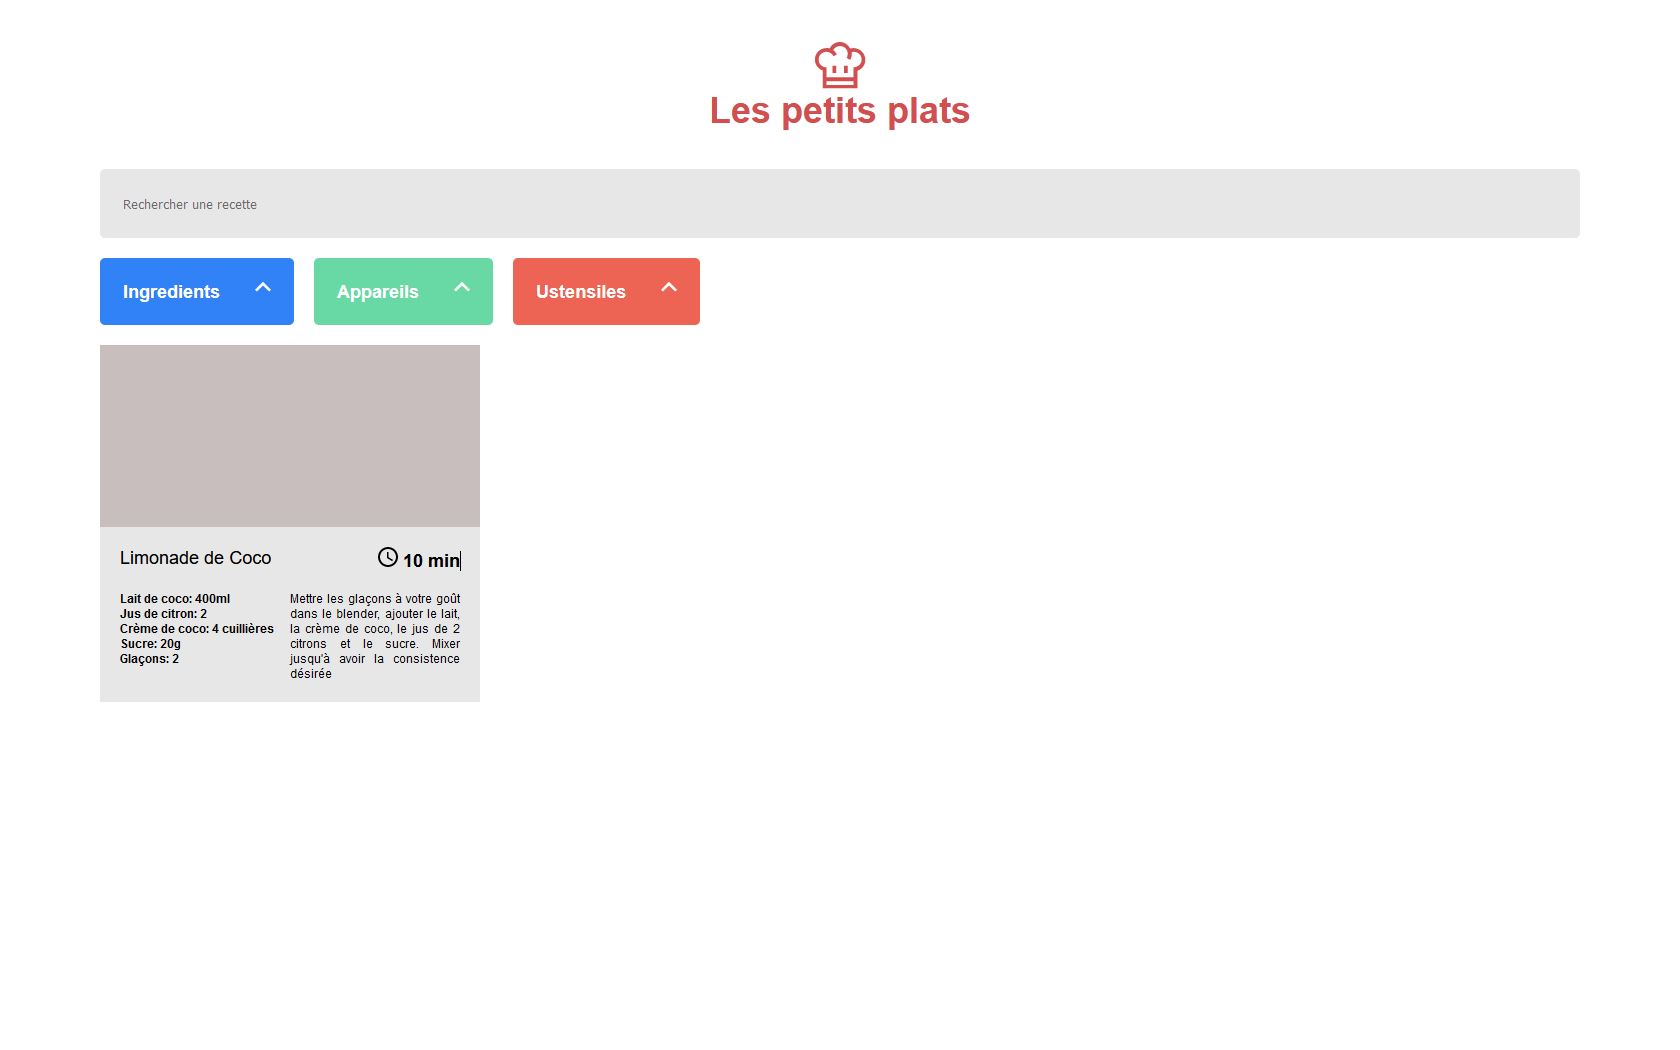 Les petits plats
Rechercher une recette
Ingredients
Appareils
Ustensiles
Limonade de Coco
10 min
Lait de coco: 400ml
Jus de citron: 2
Crème de coco: 4 cuillières
Sucre: 20g
Glaçons: 2
Mettre les glaçons à votre goût
dans le blender, ajouter le lait,
la crème de coco, le jus de 2
citrons et le sucre. Mixer
jusqu'à avoir la consistence
désirée